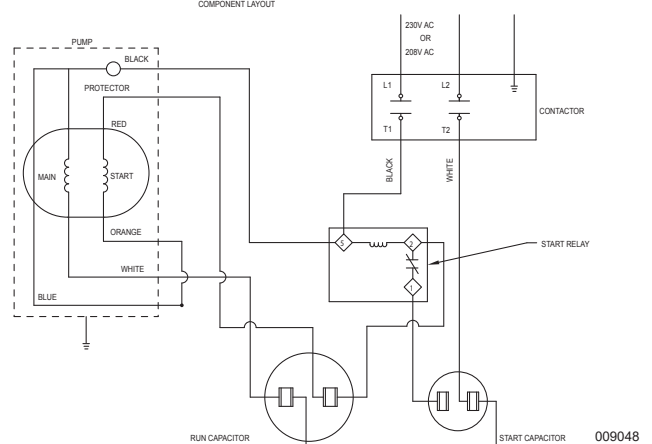 COMPONENT LAYOUT
230V AC
OR
208V AC
PUMP
BLACK
PROTECTOR
L1
L2
CONTACTOR
T1
T2
RED
BLACK
WHITE
MAIN
START
ORANGE
5
2
START RELAY
WHITE
1
BLUE
RUN CAPACITOR
START CAPACITOR
009048